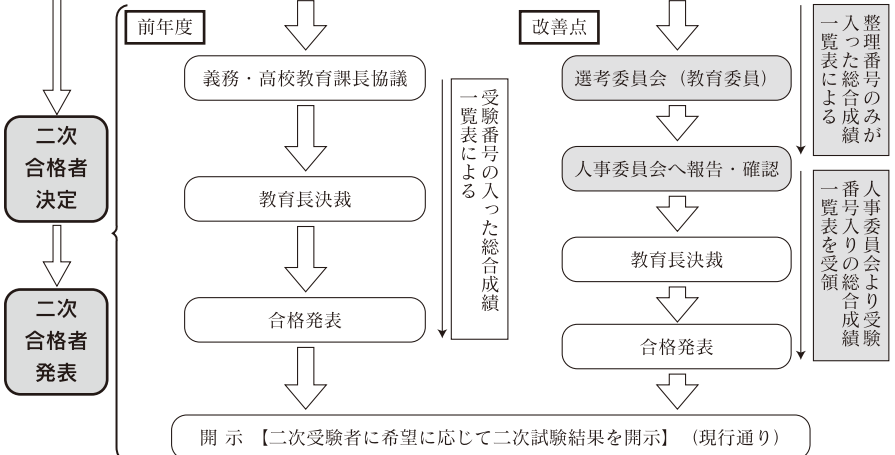 二次
合格者
決定
二次
合格者
発表
前年度
義務・高校教育課長協議
教育長決裁
合格発表
受験番号の入った総合成績
一覧表による
改善点
選考委員会（教育委員）
人事委員会へ報告・確認
教育長決裁
合格発表
整理番号のみが
入った総合成績
一覧表による
人事委員会より受験
番号入りの総合成績
一覧表を受領
開 示 【二次受験者に希望に応じて二次試験結果を開示】 （現行通り）